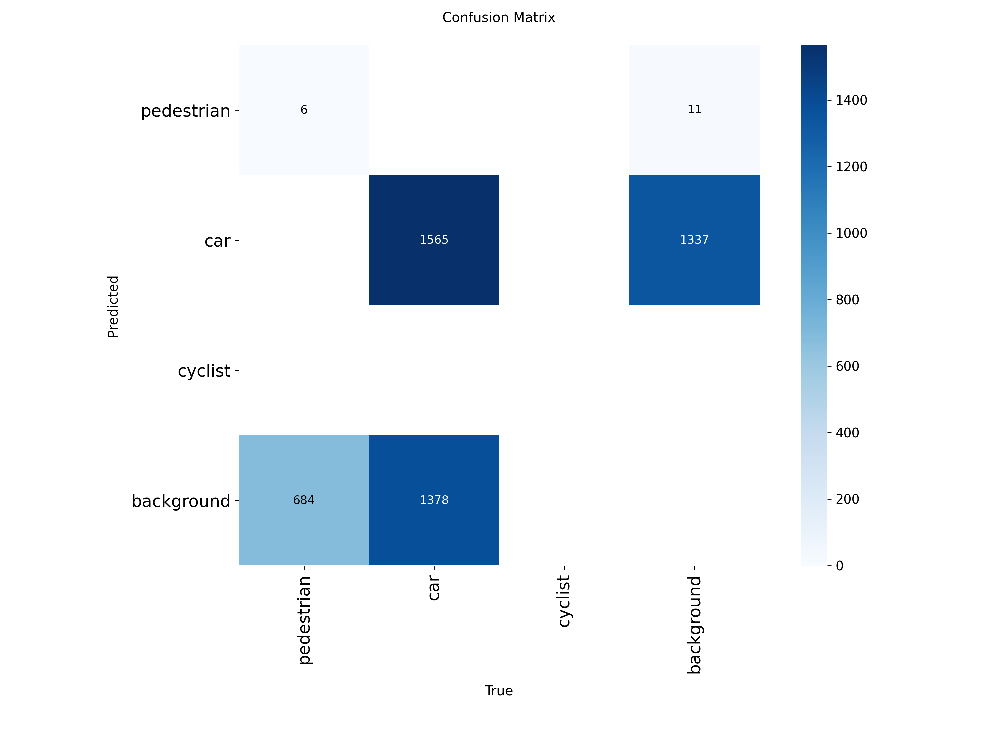 Confusion Matrix
pedestrian
6
11
1400
1200
car
1565
1337
1000
800
Predicted
cyclist
600
400
background
684
1378
200
0
pedestrian
car
cyclist
background
True